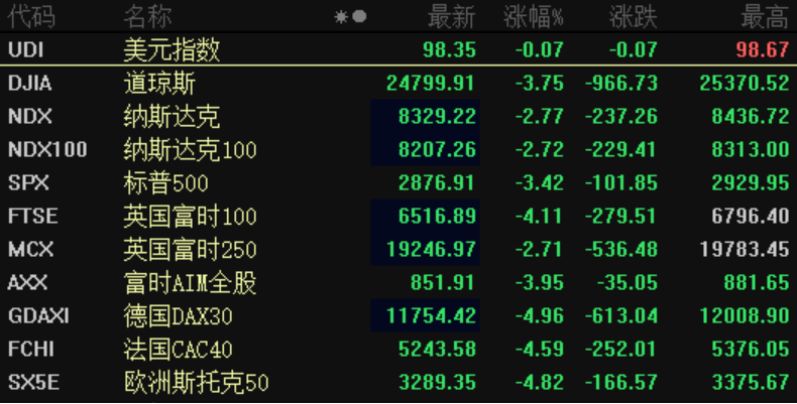 代码 名称 最新 涨幅% 涨跌 最高
UDI 美元指数 98.35 -0.07 -0.07 98.67
DJIA 道琼斯 24799.91 -3.75 -966.73 25370.52
NDX 纳斯达克 8329.22 -2.77 -237.26 8436.72
NDX100 纳斯达克100 8207.26 -2.72 -229.41 8313.00
SPX 标普500 2876.91 -3.42 -101.85 2929.95
FTSE 英国富时100 6516.89 -4.11 -279.51 6796.40
MCX 英国富时250 19246.97 -2.71 -536.48 19783.45
AXX 富时AIM全股 851.91 -3.95 -35.05 881.65
GDAXI 德国DAX30 11754.42 -4.96 -613.04 12008.90
FCHI 法国CAC40 5243.58 -4.59 -252.01 5376.05
SX5E 欧洲斯托克50 3289.35 -4.82 -166.57 3375.67